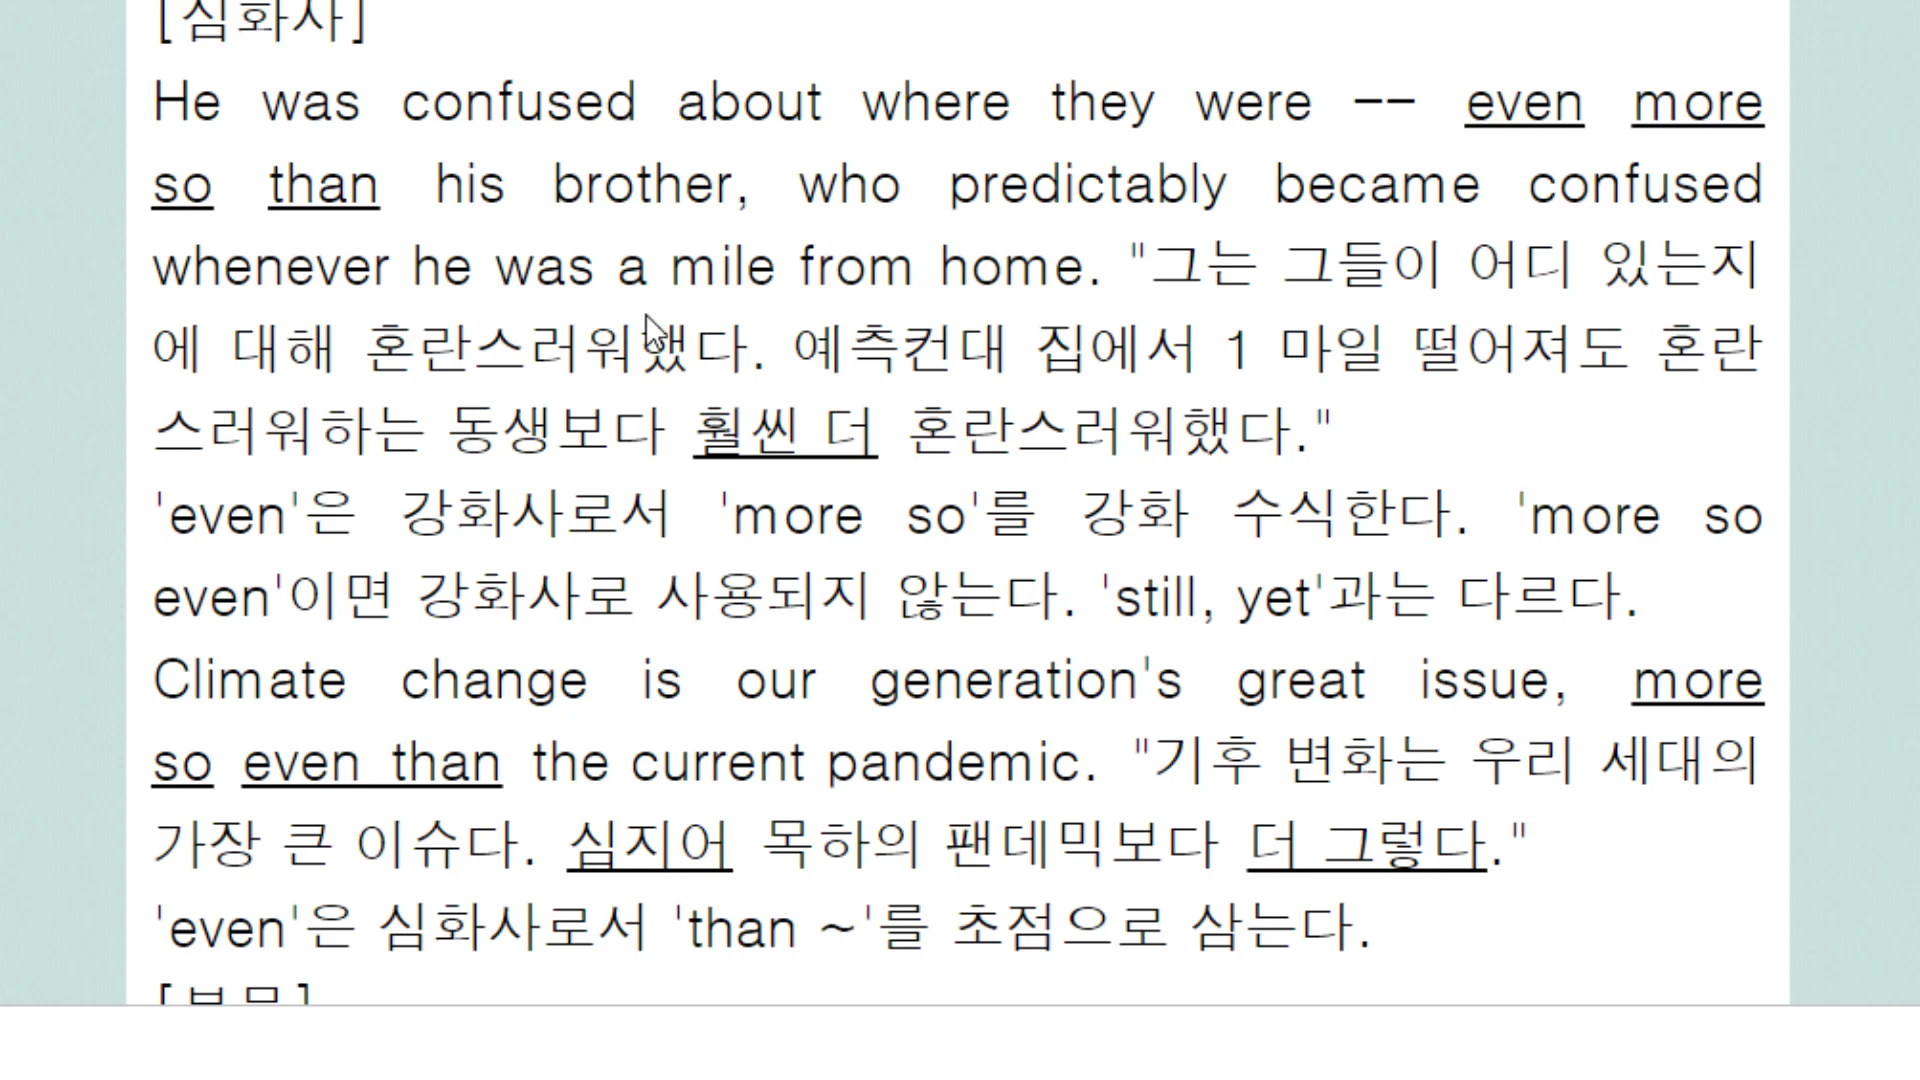 [심화사]
He was confused about where they were -- even more
so than his brother, who predictably became confused
whenever he was a mile from home. "그는 그들이 어디 있는지
에 대해 혼란스러워했다. 예측컨대 집에서 1 마일 떨어져도 혼란
스러워하는 동생보다 훨씬 더 혼란스러워했다."
'even'은 강화사로서 'more so'를 강화 수식한다. 'more so
even'이면 강화사로 사용되지 않는다. 'still, yet'과는 다르다.
Climate change is our generation's great issue, more
so even than the current pandemic. "기후 변화는 우리 세대의
가장 큰 이슈다. 심지어 목하의 팬데믹보다 더 그렇다."
'even'은 심화사로서 'than ~'를 초점으로 삼는다.